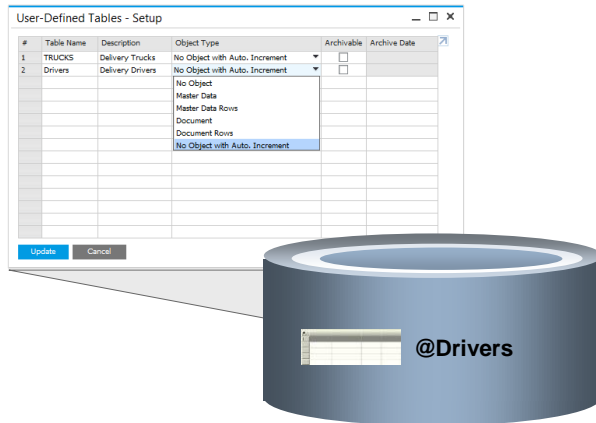 User-Defined Tables - Setup
# Table Name Description Object Type Archivable Archive Date
1 TRUCKS Delivery Trucks No Object with Auto. Increment
2 Drivers Delivery Drivers No Object with Auto. Increment
No Object
Master Data
Master Data Rows
Document
Document Rows
No Object with Auto. Increment
Update Cancel
@Drivers